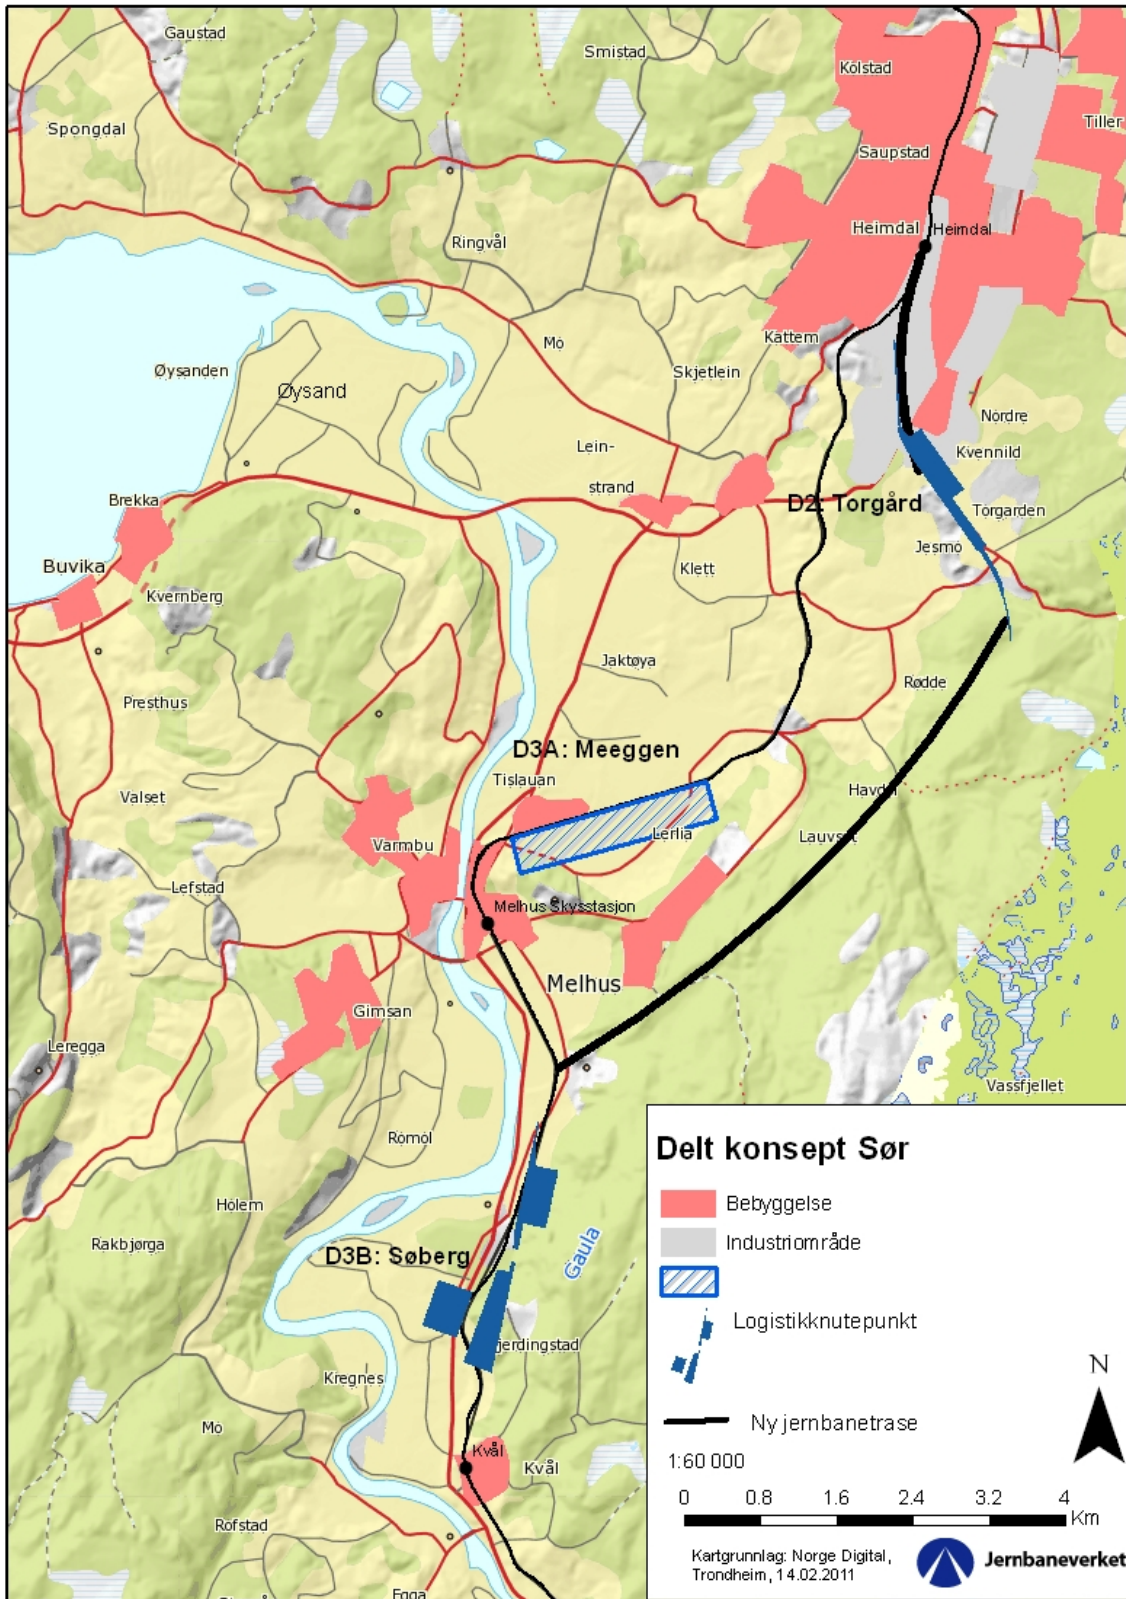 Gaustad
Smistad
Kolstad
Spongdal
Tiller
Saupstad
Ringvål
Heimdal
Heimdal
Kattem
Mo
Øysanden
Skjetlein
Øysand
Nordre
Lein-
strand
Kvennild
Brekka
D2: Torgård
Torgarden
Jesmo
Buvika
Klett
Kvernberg
Jaktøya
Rødde
Presthus
D3A: Meeggen
Tislauan
Valset
Havdal
Varmbu
Lerlia
Lauvset
Lefstad
Melhus Skysstasjon
Melhus
Gimsan
Leregga
Vassfjellet
Rømol
Hølem
Rakbjørga
D3B: Søberg
Gaula
jerdingstad
Kregnes
Mo
Kvål
Kvål
Rofstad
Egga
Delt konsept Sør
Bebyggelse
Industriområde
Logistikknutepunkt
Ny jernbanetrase
N
1:60 000
0 0.8 1.6 2.4 3.2 4
Km
Kartgrunnlag: Norge Digital,
Trondheim, 14.02.2011
Jernbaneverket